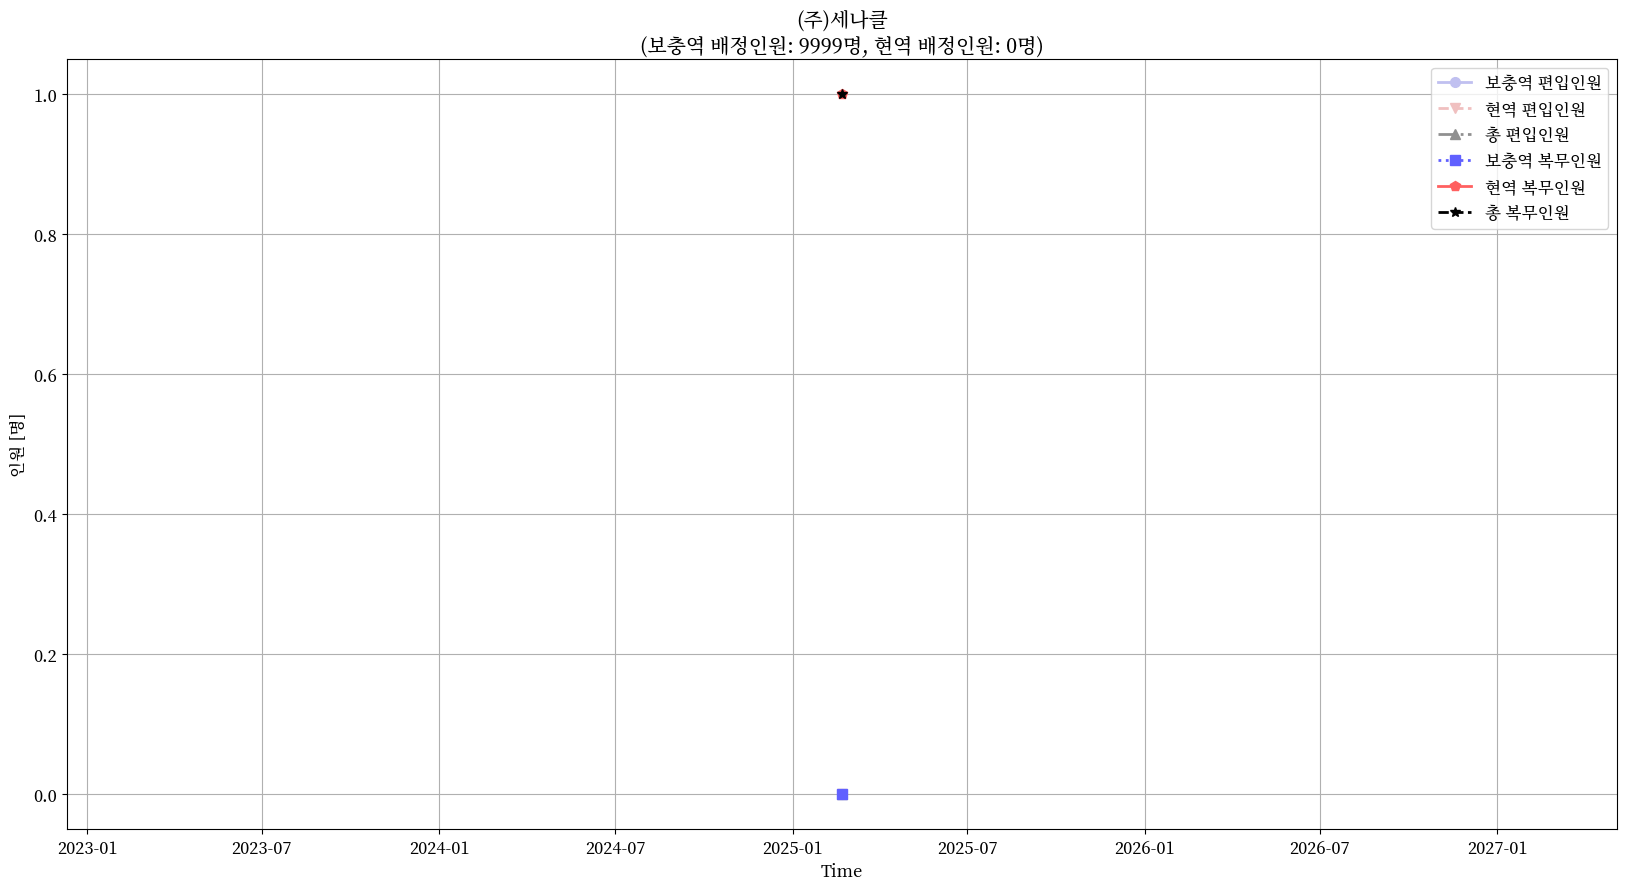 (주)세나클
(보충역 배정인원: 9999명, 현역 배정인원: 0명)
보충역 편입인원
현역 편입인원
총 편입인원
보충역 복무인원
현역 복무인원
총 복무인원
1.0
0.8
0.6
0.4
0.2
0.0
인원 [명]
2023-01 2023-07 2024-01 2024-07 2025-01 2025-07 2026-01 2026-07 2027-01
Time